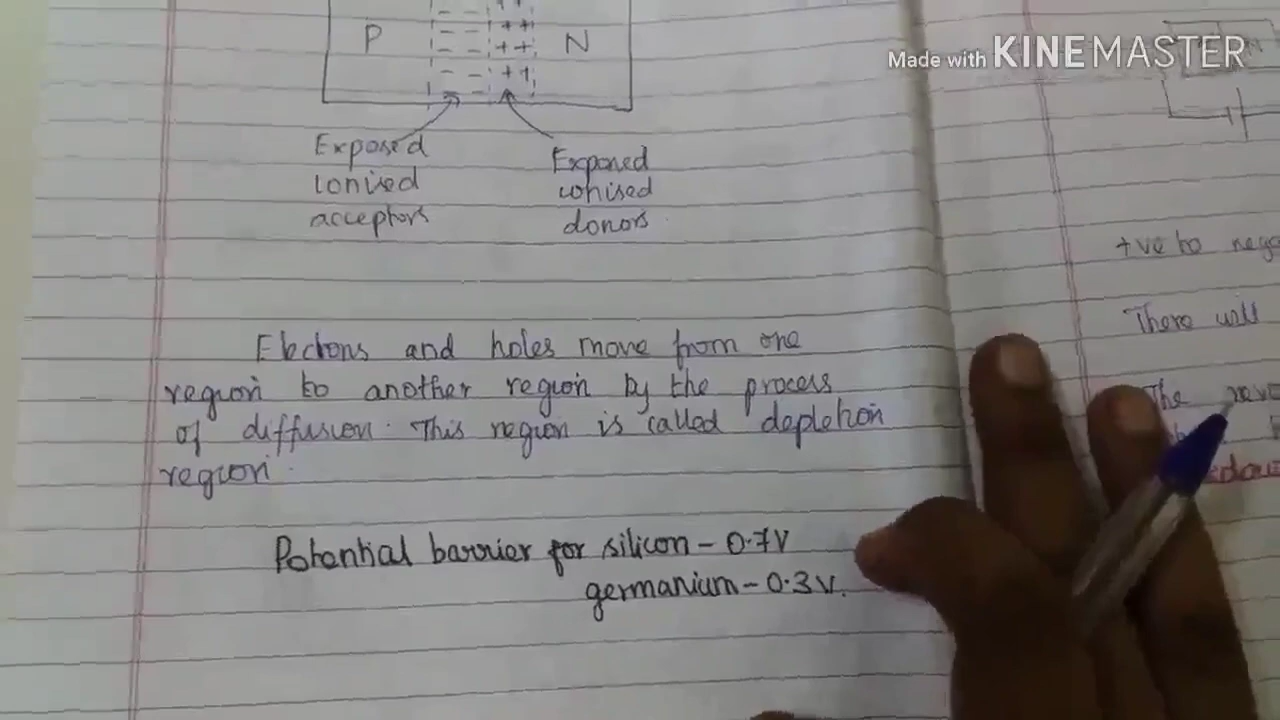 P
N
Made with KINEMASTER
Exposed
ionised
acceptors
Exposed
ionised
donors
Electrons and holes move from one
region to another region by the process
of diffusion. This region is called depletion
region.
Potential barrier for silicon - 0.7V
germanium - 0.3V.
+ve to
There will
The